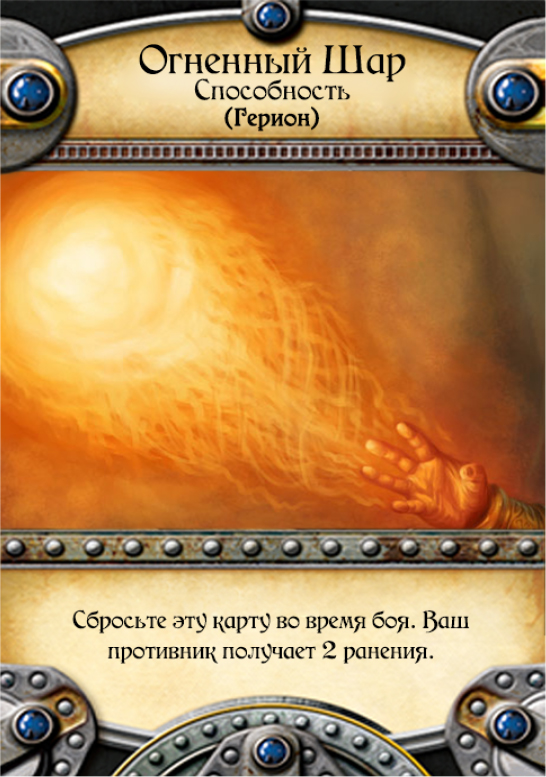 Огненный Шар
Способность
(Герион)
Сбросьте эту карту во время боя. Ваш
противник получает 2 ранения.